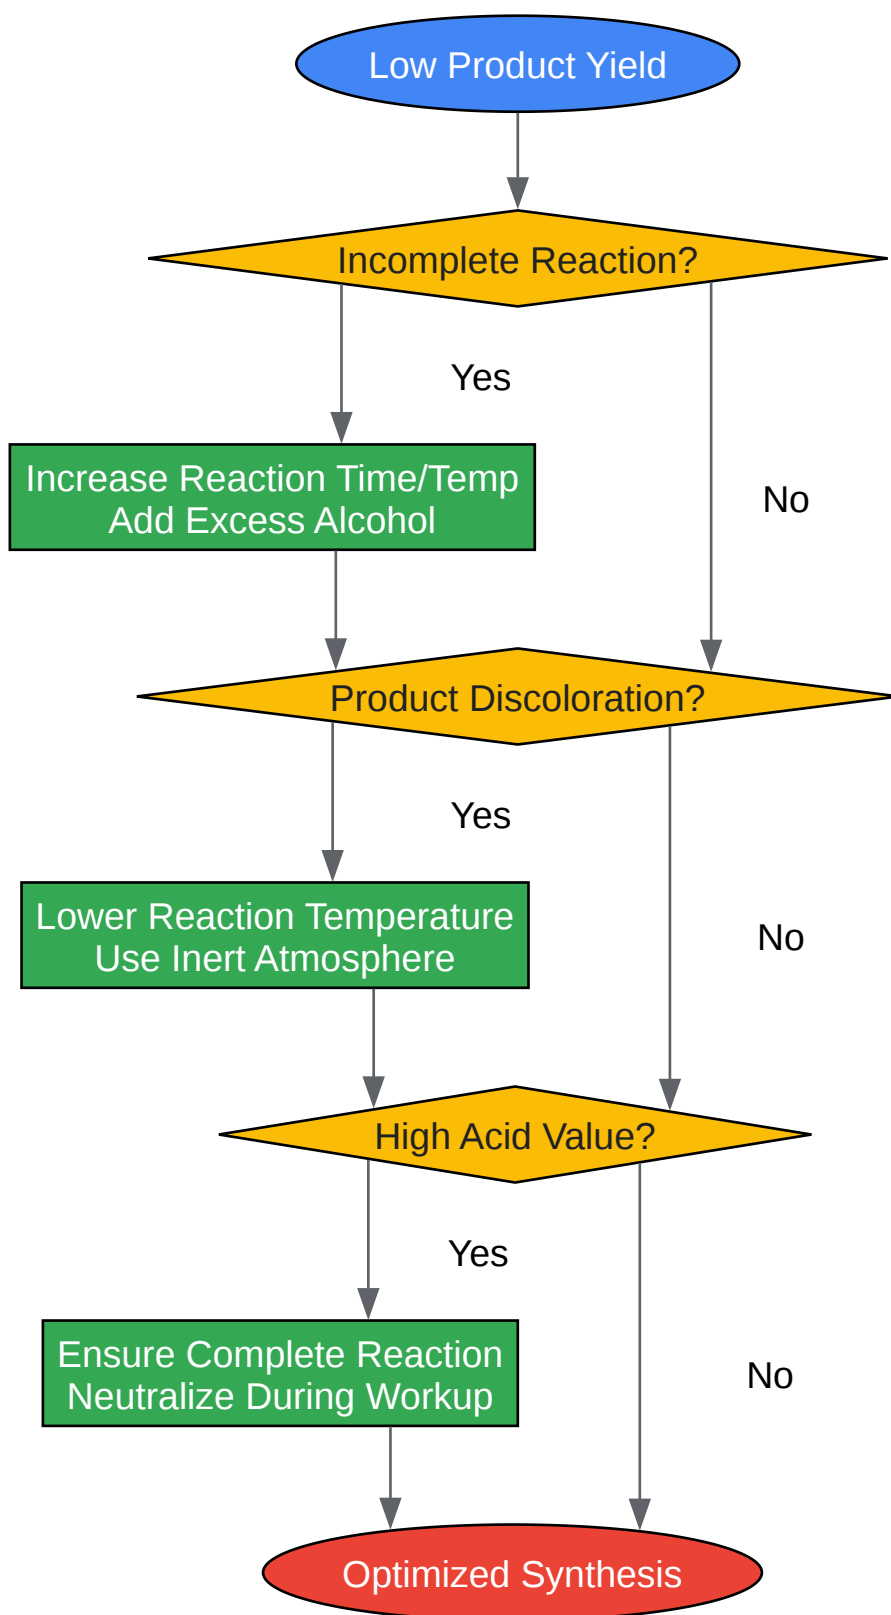 Low Product Yield
Incomplete Reaction?
Yes
Increase Reaction Time/Temp
Add Excess Alcohol
No
Product Discoloration?
Yes
Lower Reaction Temperature
Use Inert Atmosphere
No
High Acid Value?
Yes
Ensure Complete Reaction
Neutralize During Workup
No
Optimized Synthesis